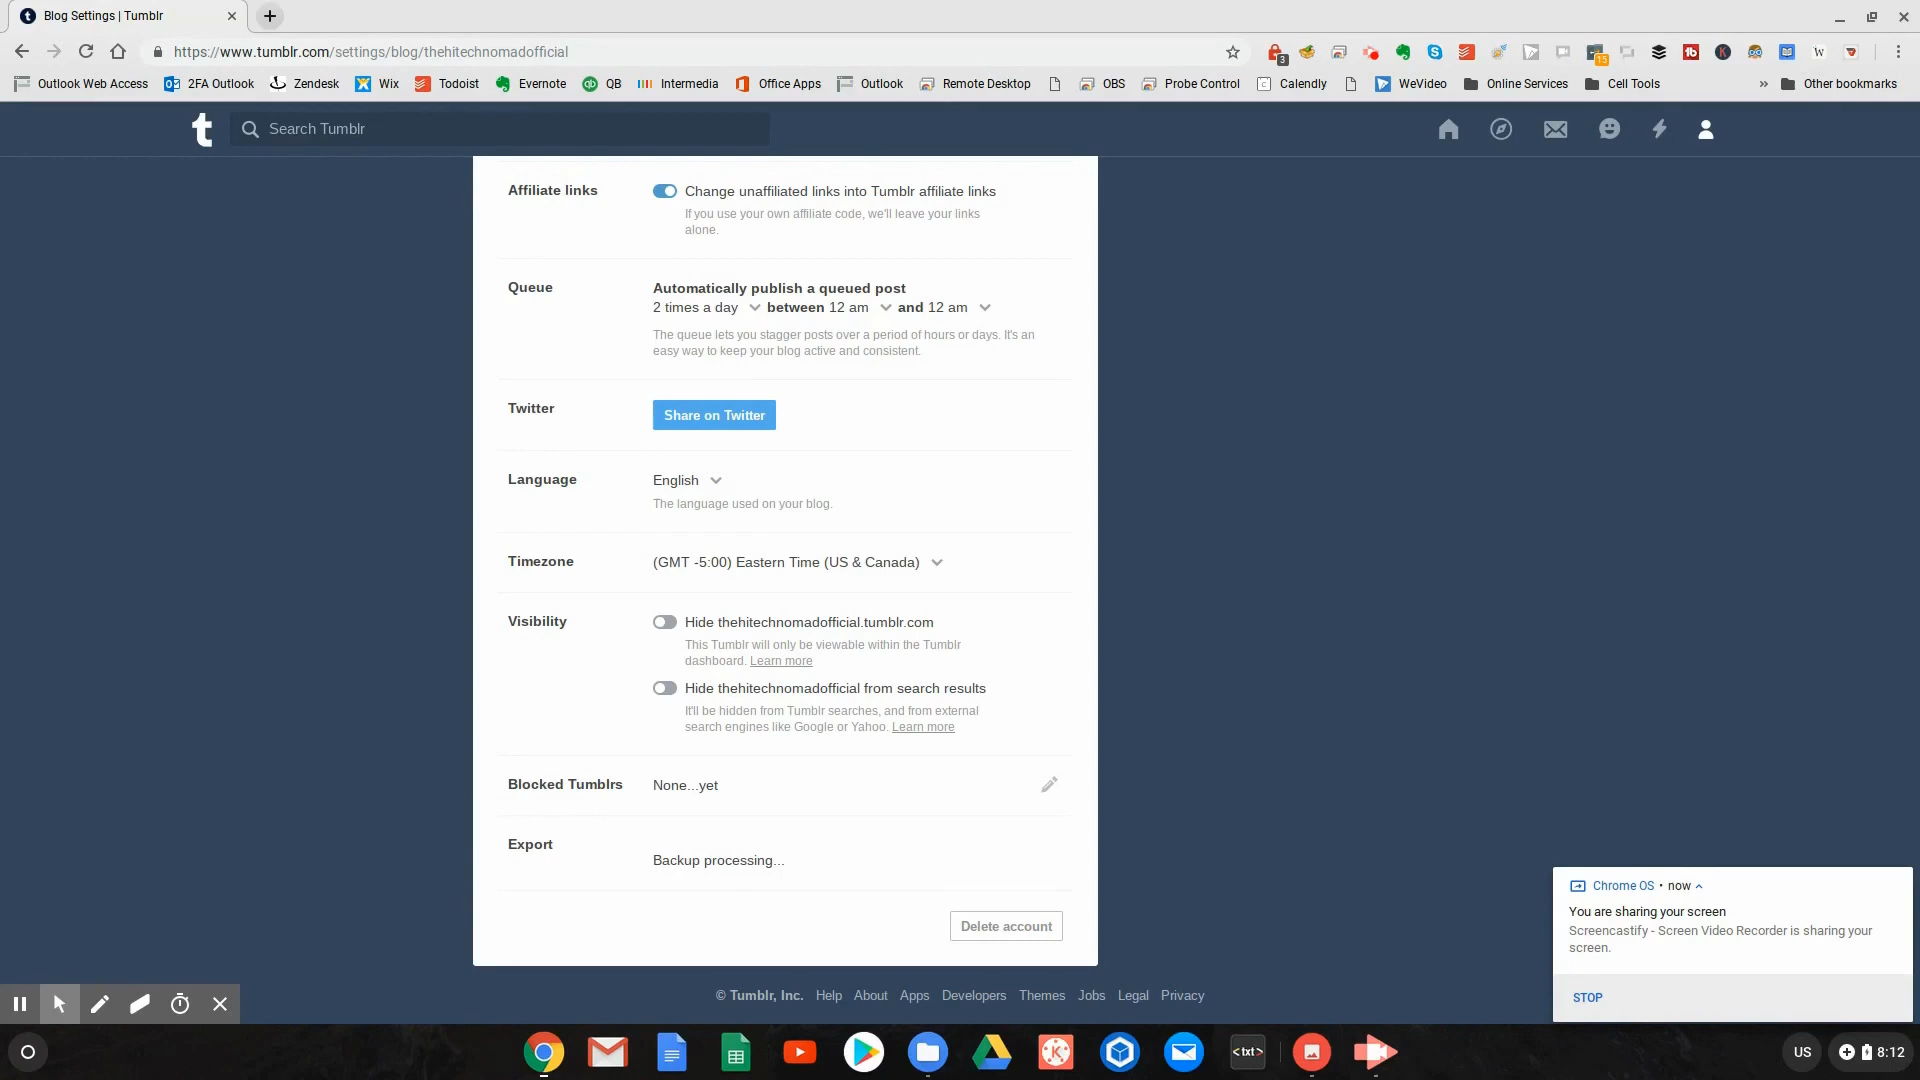 Blog Settings | Tumblr
https://www.tumblr.com/settings/blog/thehitechnomadofficial
3
15
Outlook Web Access
2FA Outlook
Zendesk
Wix
Todoist
Evernote
QB
Intermedia
Office Apps
Outlook
Remote Desktop
OBS
Probe Control
Calendly
WeVideo
Online Services
Cell Tools
Other bookmarks
Search Tumblr
Affiliate links
Change unaffiliated links into Tumblr affiliate links
If you use your own affiliate code, we'll leave your links
alone.
Queue
Automatically publish a queued post
2 times a day between 12 am and 12 am
The queue lets you stagger posts over a period of hours or days. It's an
easy way to keep your blog active and consistent.
Twitter
Share on Twitter
Language
English
The language used on your blog.
Timezone
(GMT -5:00) Eastern Time (US & Canada)
Visibility
Hide thehitechnomadofficial.tumblr.com
This Tumblr will only be viewable within the Tumblr
dashboard. Learn more
Hide thehitechnomadofficial from search results
It'll be hidden from Tumblr searches, and from external
search engines like Google or Yahoo. Learn more
Blocked Tumblrs
None...yet
Export
Backup processing...
Delete account
© Tumblr, Inc. Help About Apps Developers Themes Jobs Legal Privacy
Chrome OS • now
You are sharing your screen
Screencastify - Screen Video Recorder is sharing your
screen.
STOP
<txt>
US
8:12